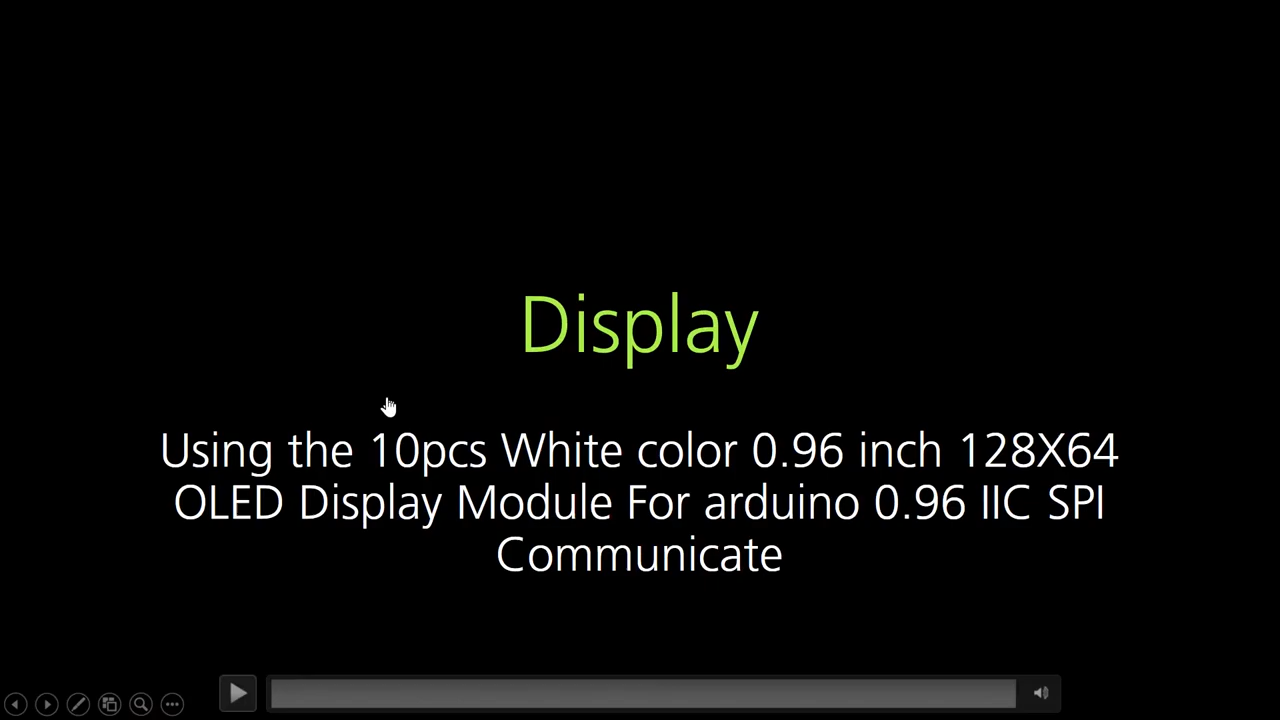 Display
Using the 10pcs White color 0.96 inch 128X64
OLED Display Module For arduino 0.96 IIC SPI
Communicate